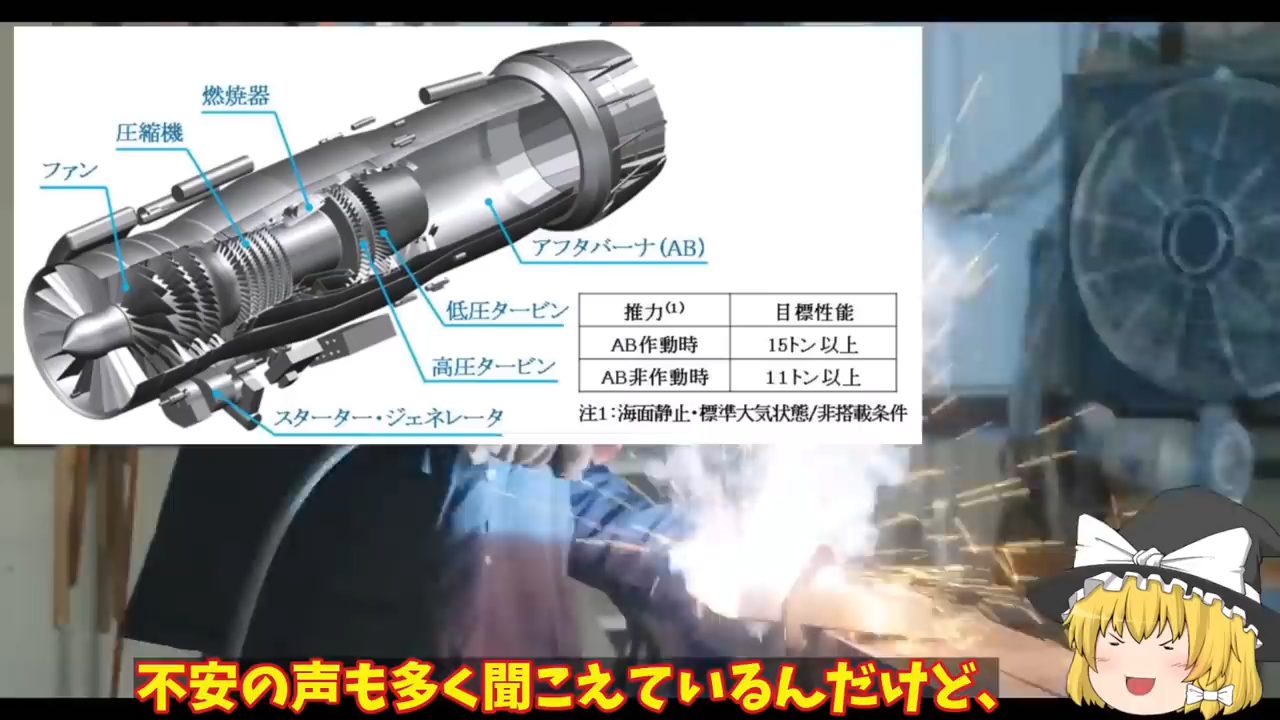 燃焼器
圧縮機
ファン
アフタバーナ(AB)
低圧タービン
高圧タービン
スターター・ジェネレータ
推力(1) 目標性能
AB作動時 15トン以上
AB非作動時 11トン以上
注1:海面静止・標準大気状態/非搭載条件
不安の声も多く聞こえているんだけど、